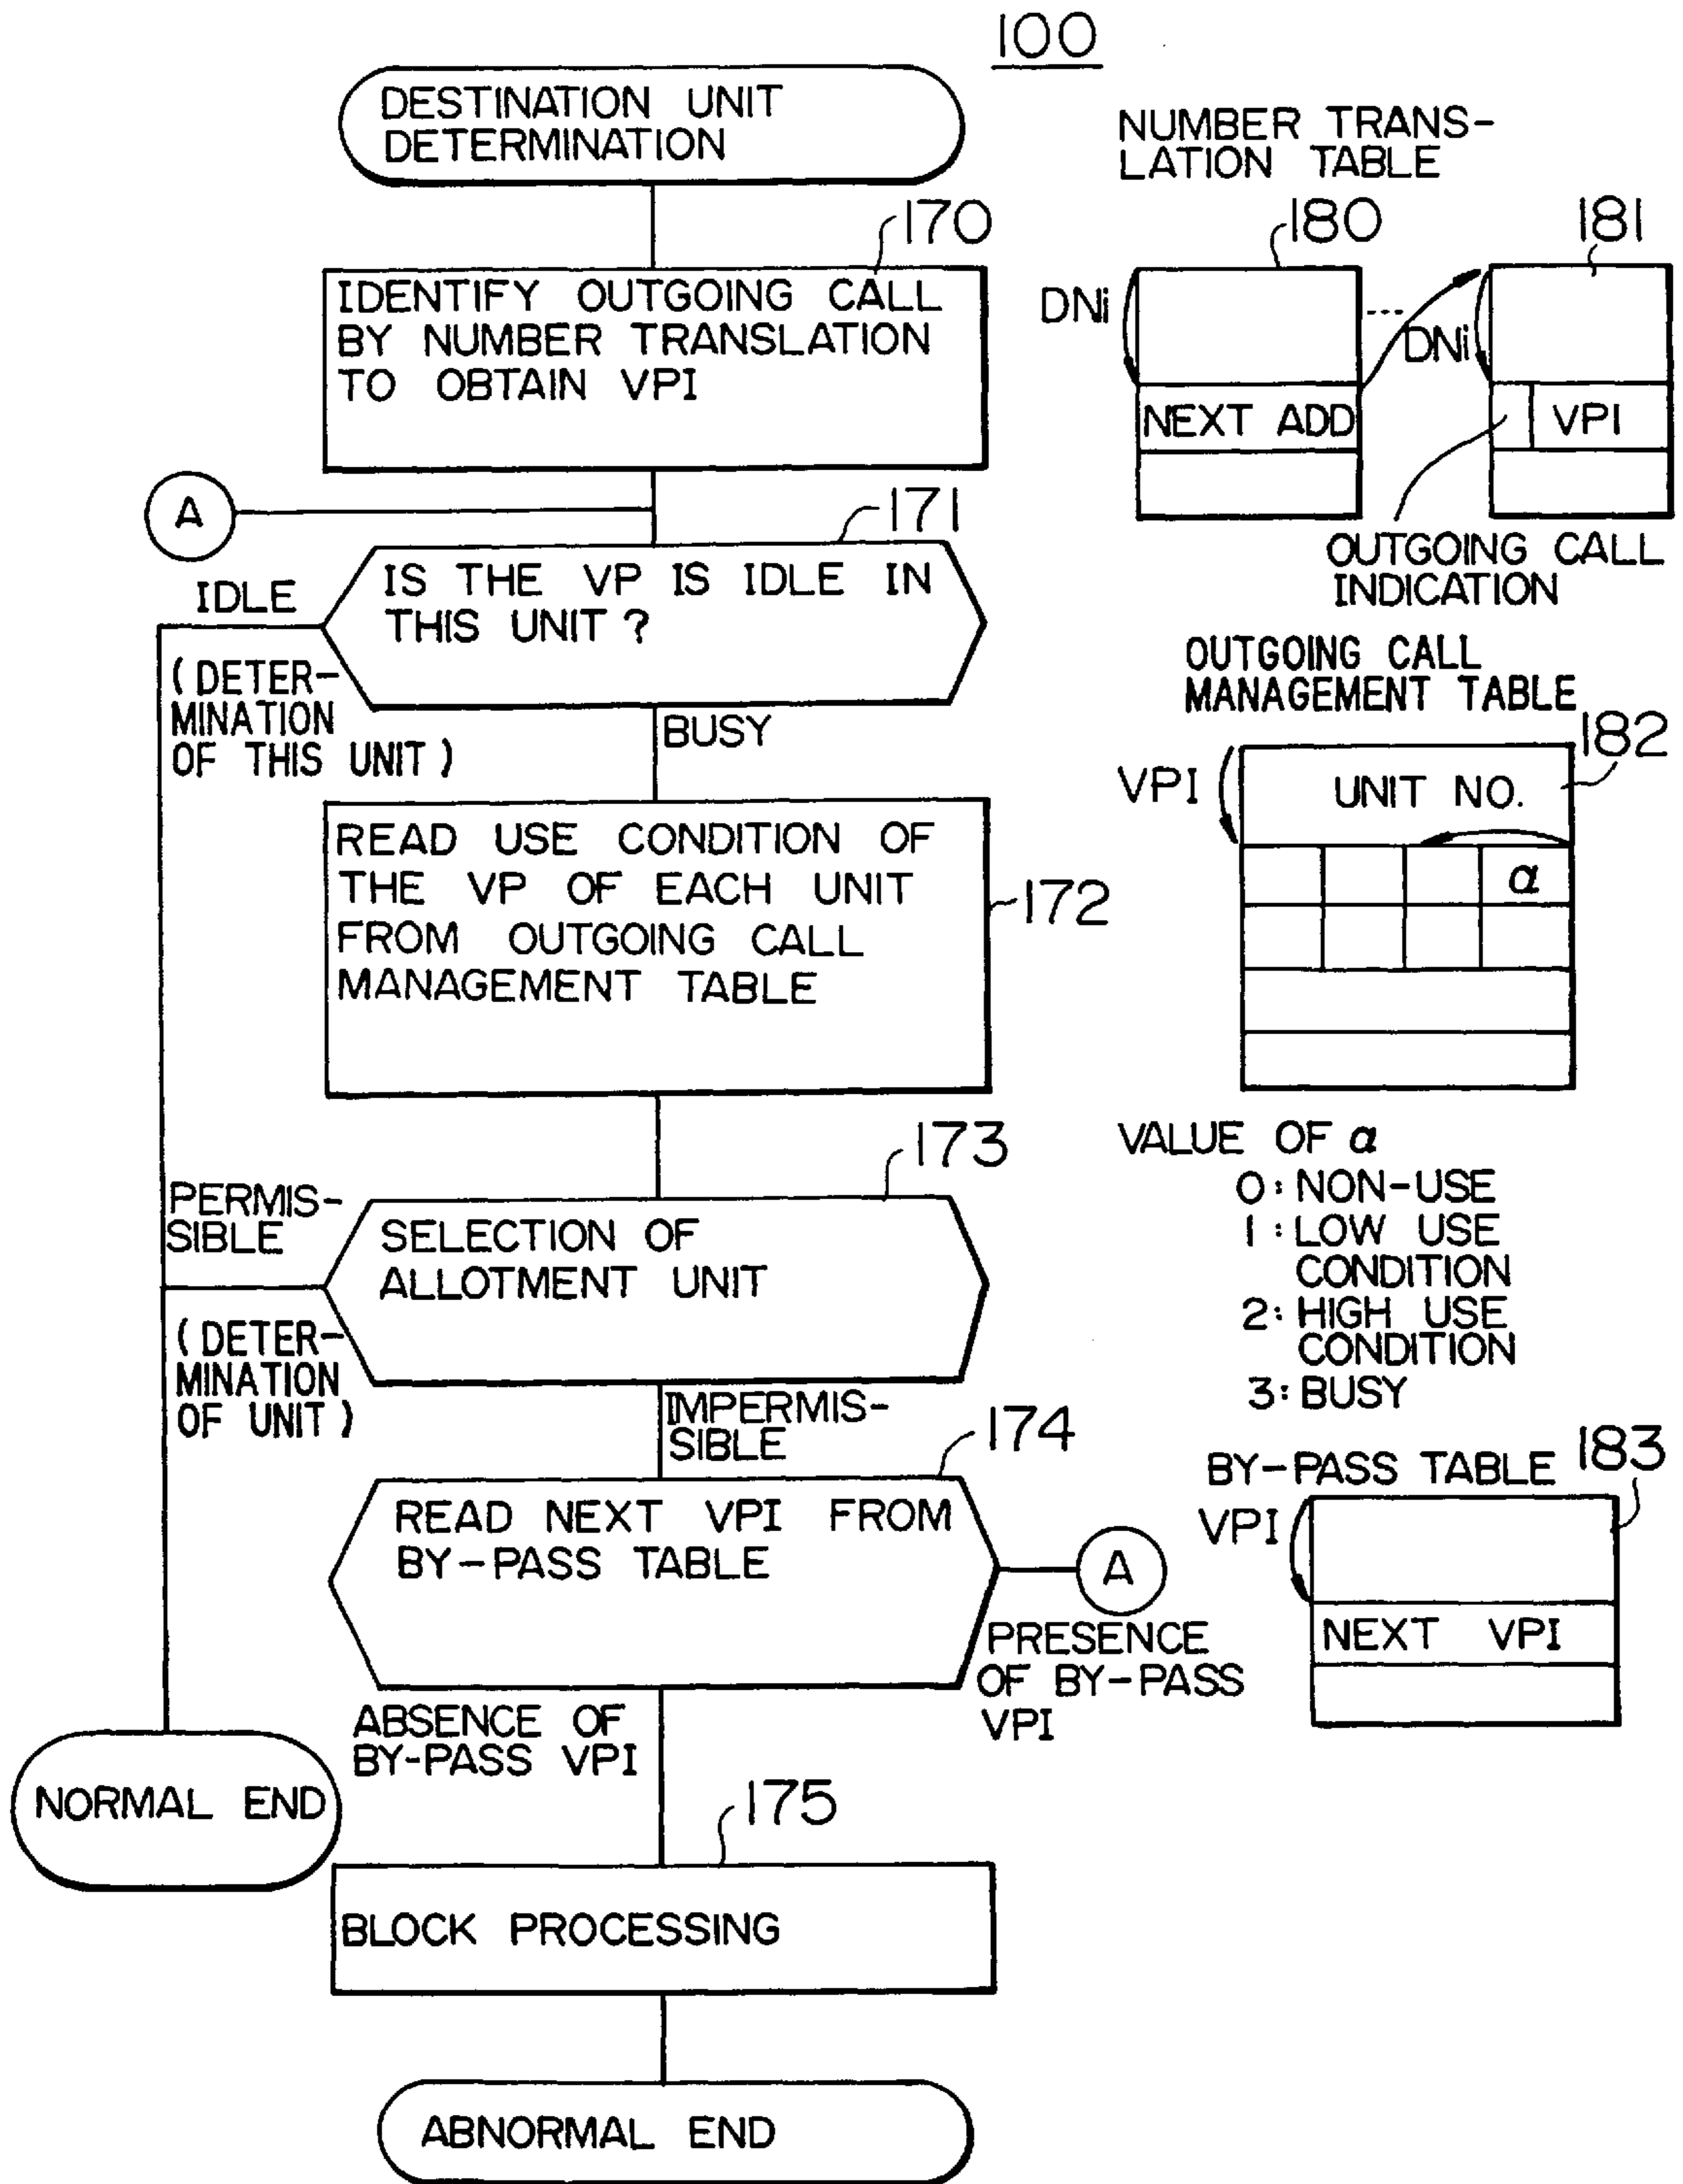 100
DESTINATION UNIT
DETERMINATION
170
IDENTIFY OUTGOING CALL
BY NUMBER TRANSLATION
TO OBTAIN VPI
A
171
IS THE VP IS IDLE IN
THIS UNIT ?
IDLE
(DETER-
MINATION
OF THIS UNIT)
BUSY
READ USE CONDITION OF
THE VP OF EACH UNIT
FROM OUTGOING CALL
MANAGEMENT TABLE
172
173
PERMIS-
SIBLE
SELECTION OF
ALLOTMENT UNIT
(DETER-
MINATION
OF UNIT)
IMPERMIS-
SIBLE
174
READ NEXT VPI FROM
BY-PASS TABLE
A
PRESENCE
OF BY-PASS
VPI
ABSENCE OF
BY-PASS VPI
NORMAL END
175
BLOCK PROCESSING
ABNORMAL END
NUMBER TRANS-
LATION TABLE
180
181
DNi
DNi
NEXT ADD
VPI
OUTGOING CALL
INDICATION
OUTGOING CALL
MANAGEMENT TABLE
182
VPI
UNIT NO.
α
VALUE OF α
0: NON-USE
1: LOW USE
CONDITION
2: HIGH USE
CONDITION
3: BUSY
BY-PASS TABLE
183
VPI
NEXT VPI